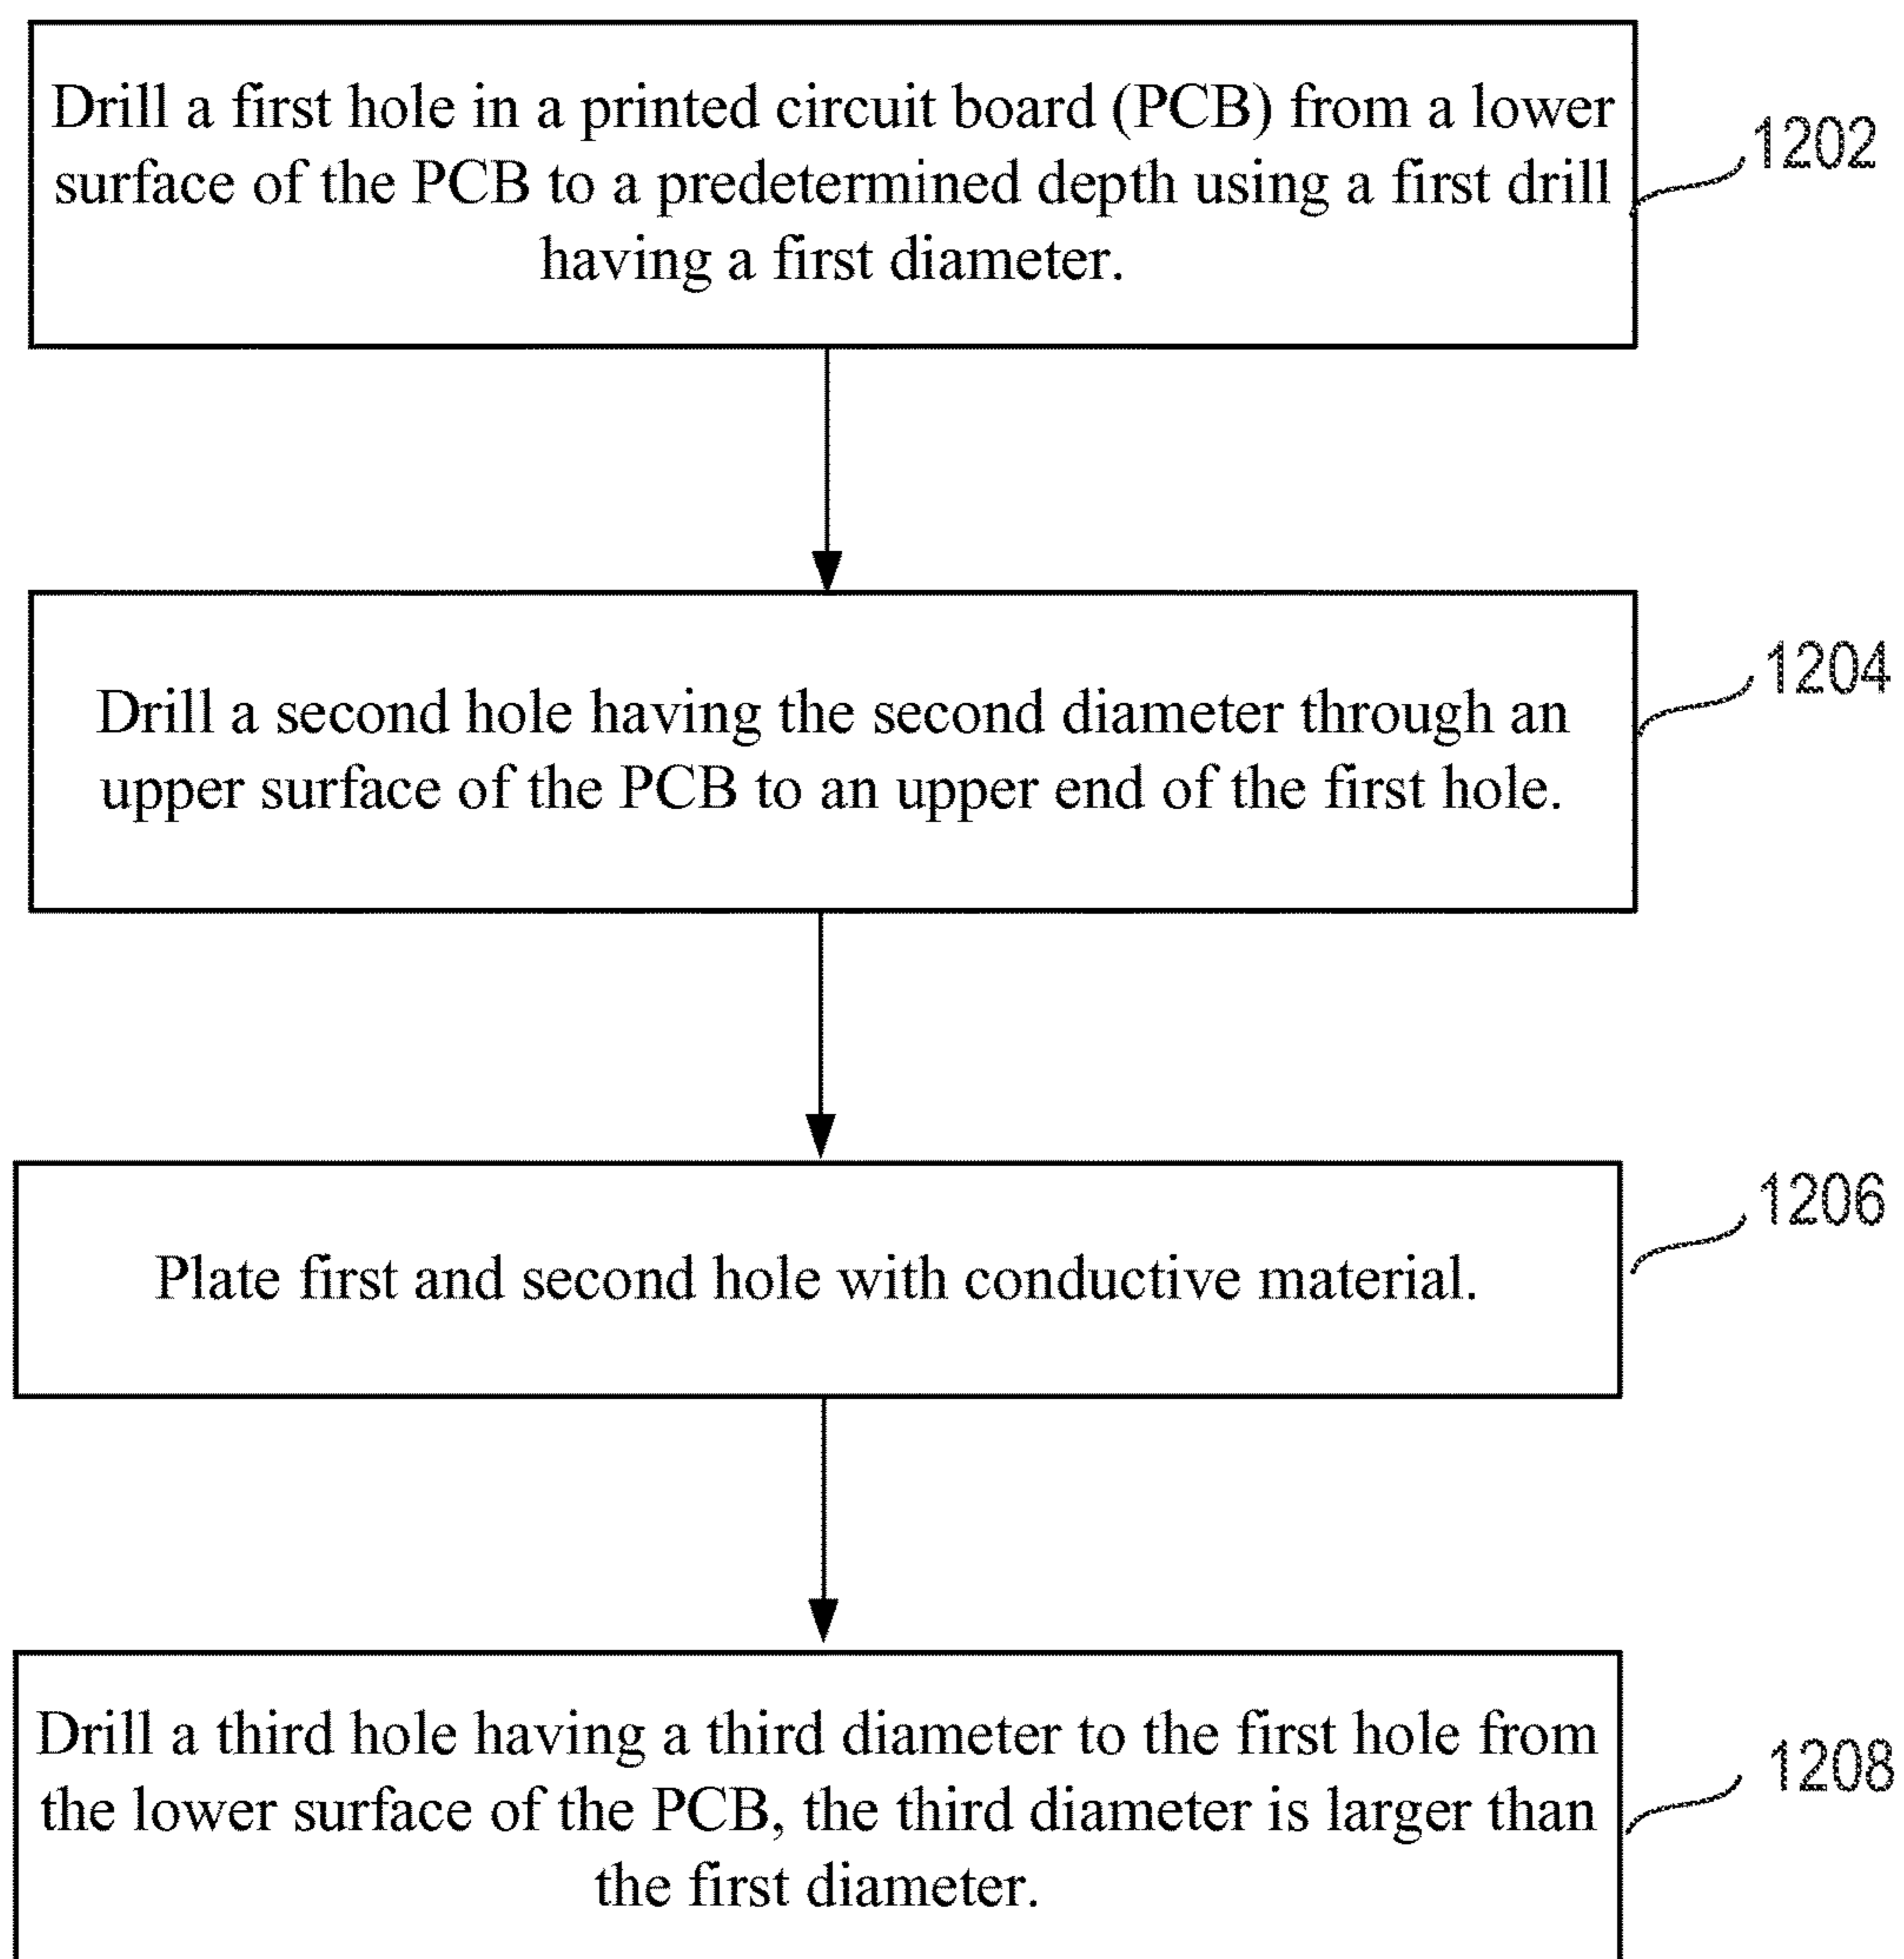 Drill a first hole in a printed circuit board (PCB) from a lower
surface of the PCB to a predetermined depth using a first drill
having a first diameter.
1202
Drill a second hole having the second diameter through an
upper surface of the PCB to an upper end of the first hole.
1204
Plate first and second hole with conductive material.
1206
Drill a third hole having a third diameter to the first hole from
the lower surface of the PCB, the third diameter is larger than
the first diameter.
1208